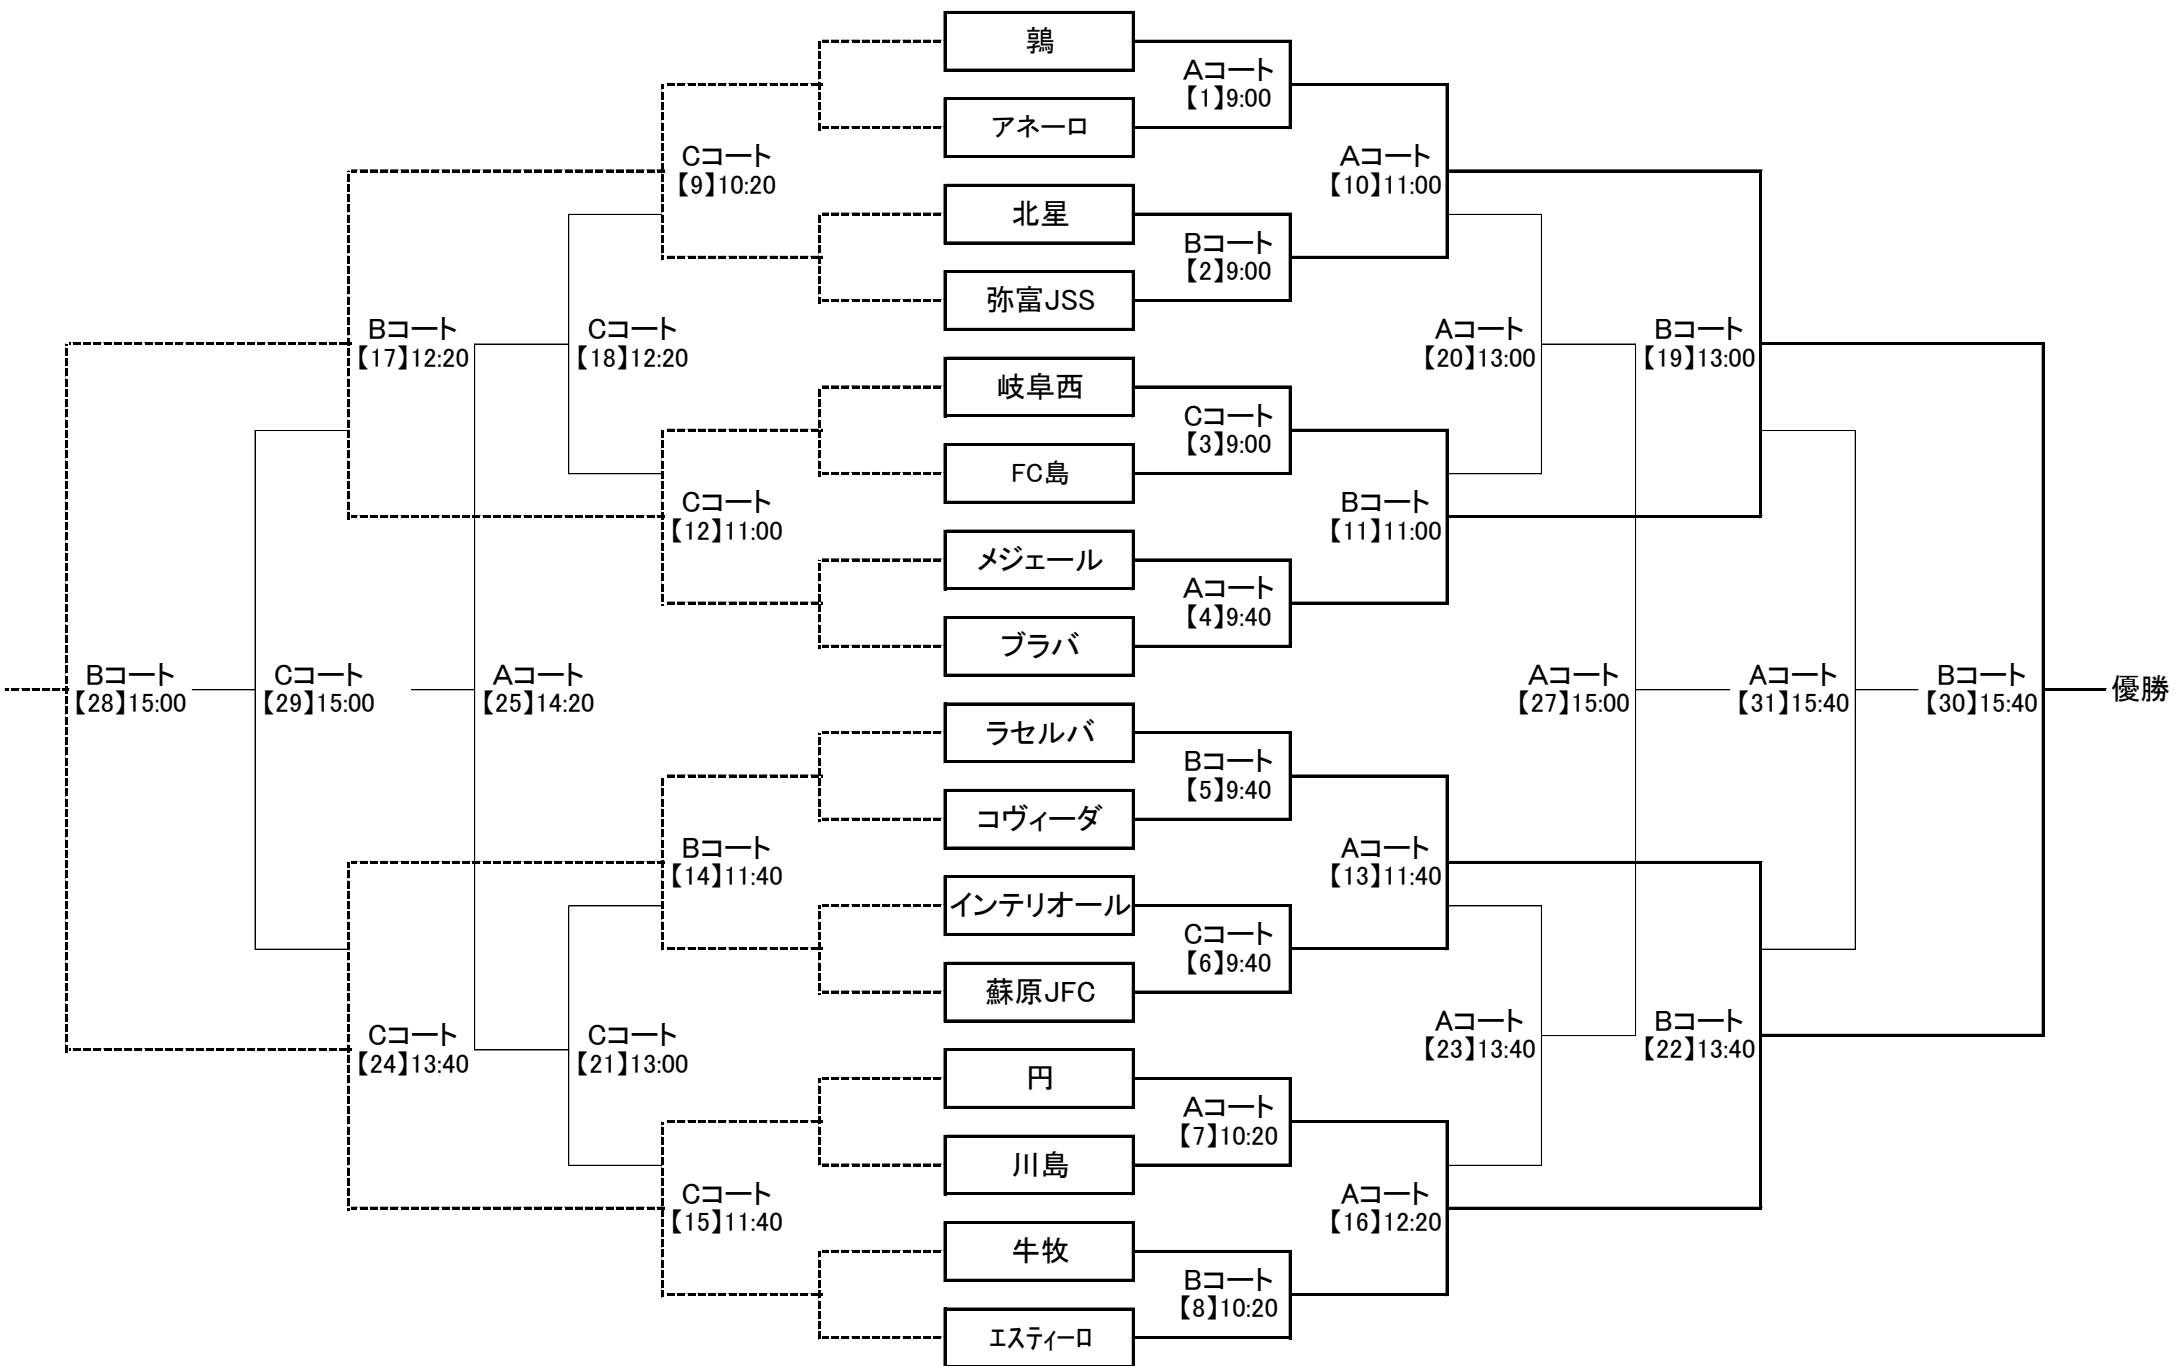 鶉
Aコート
【1】9:00
アネーロ
Cコート
【9】10:20
Aコート
【10】11:00
北星
Bコート
【2】9:00
弥富JSS
Bコート
【17】12:20
Cコート
【18】12:20
Aコート
【20】13:00
Bコート
【19】13:00
岐阜西
Cコート
【3】9:00
FC島
Cコート
【12】11:00
Bコート
【11】11:00
メジェール
Aコート
【4】9:40
ブラバ
Bコート
【28】15:00
Cコート
【29】15:00
Aコート
【25】14:20
Aコート
【27】15:00
Aコート
【31】15:40
Bコート
【30】15:40
優勝
ラセルバ
Bコート
【5】9:40
コヴィーダ
Bコート
【14】11:40
Aコート
【13】11:40
インテリオール
Cコート
【6】9:40
蘇原JFC
Cコート
【24】13:40
Cコート
【21】13:00
Aコート
【23】13:40
Bコート
【22】13:40
円
Aコート
【7】10:20
川島
Cコート
【15】11:40
Aコート
【16】12:20
牛牧
Bコート
【8】10:20
エスティーロ